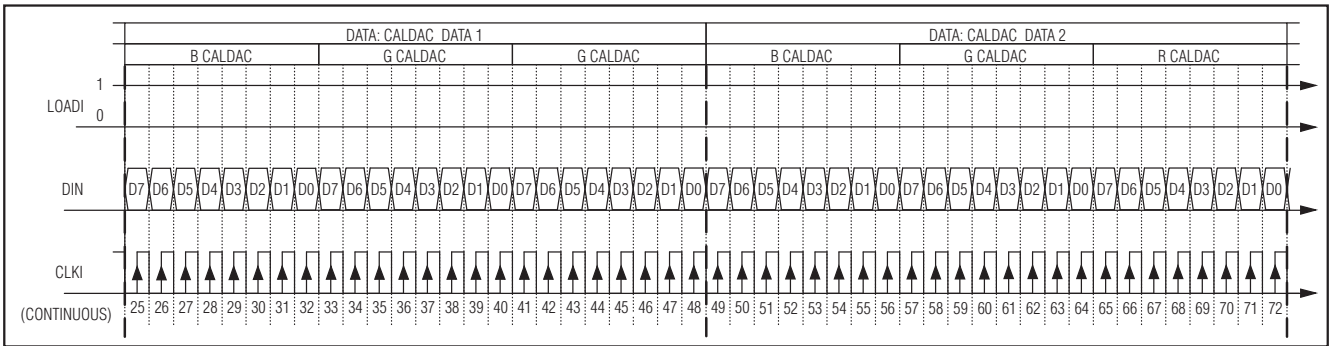 DATA: CALDAC DATA 1 DATA: CALDAC DATA 2
B CALDAC G CALDAC G CALDAC B CALDAC G CALDAC R CALDAC
1
LOADI 0
DIN D7 D6 D5 D4 D3 D2 D1 D0 D7 D6 D5 D4 D3 D2 D1 D0 D7 D6 D5 D4 D3 D2 D1 D0 D7 D6 D5 D4 D3 D2 D1 D0 D7 D6 D5 D4 D3 D2 D1 D0 D7 D6 D5 D4 D3 D2 D1 D0
CLKI
(CONTINUOUS) 25 26 27 28 29 30 31 32 33 34 35 36 37 38 39 40 41 42 43 44 45 46 47 48 49 50 51 52 53 54 55 56 57 58 59 60 61 62 63 64 65 66 67 68 69 70 71 72